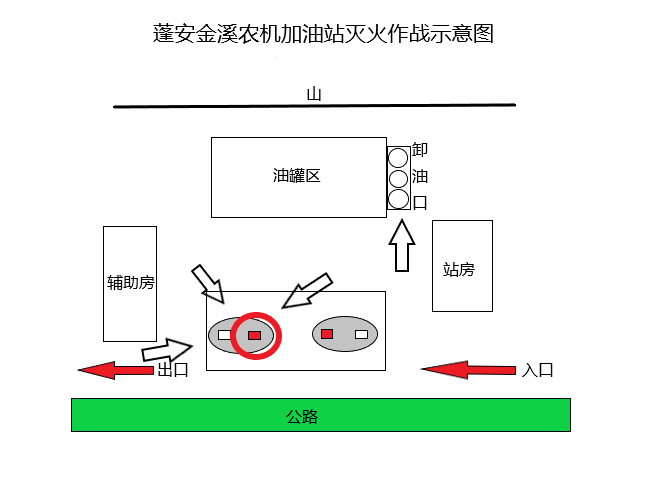 蓬安金溪农机加油站灭火作战示意图
山
油罐区
卸
油
口
辅助房
站房
出口
入口
公路